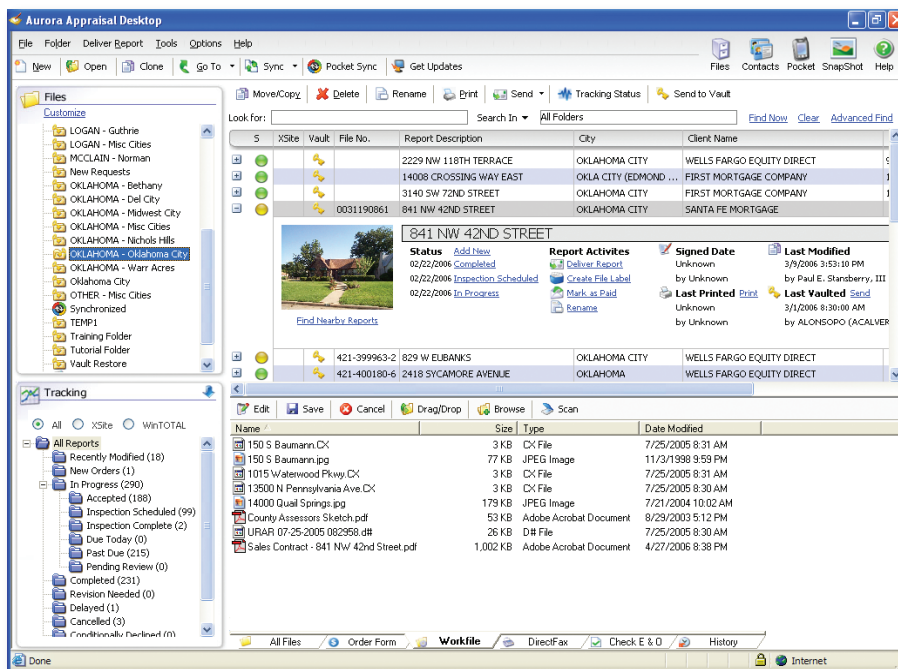 Aurora Appraisal Desktop
File Folder Deliver Report Tools Options Help
New Open Clone Go To Sync Pocket Sync Get Updates
Files Contacts Pocket SnapShot Help
Files
Customize
LOGAN - Guthrie
LOGAN - Misc Cities
MCCLAIN - Norman
New Requests
OKLAHOMA - Bethany
OKLAHOMA - Del City
OKLAHOMA - Midwest City
OKLAHOMA - Misc Cities
OKLAHOMA - Nichols Hills
OKLAHOMA - Oklahoma City
OKLAHOMA - Warr Acres
Oklahoma City
OTHER - Misc Cities
Synchronized
TEMP1
Training Folder
Tutorial Folder
Vault Restore
Move/Copy Delete Rename Print Send Tracking Status Send to Vault
Look for: Search In All Folders Find Now Clear Advanced Find
S XSite Vault File No. Report Description City Client Name
2229 NW 118TH TERRACE OKLAHOMA CITY WELLS FARGO EQUITY DIRECT 9
14008 CROSSING WAY EAST OKLA CITY (EDMOND ... FIRST MORTGAGE COMPANY 1
3140 SW 72ND STREET OKLAHOMA CITY FIRST MORTGAGE COMPANY 1
0031190861 841 NW 42ND STREET OKLAHOMA CITY SANTA FE MORTGAGE
841 NW 42ND STREET
Status Add New Report Activites Signed Date Last Modified
02/22/2006 Completed Deliver Report Unknown 3/9/2006 3:53:10 PM
02/22/2006 Inspection Scheduled Create File Label by Unknown by Paul E. Stansberry, III
02/22/2006 In Progress Mark as Paid Last Printed Print Last Vaulted Send
Rename Unknown 3/1/2006 8:30:00 AM
Find Nearby Reports by Unknown by ALONSOPO (ACALVER
421-399963-2 829 W EUBANKS OKLAHOMA CITY WELLS FARGO EQUITY DIRECT
421-400180-6 2418 SYCAMORE AVENUE OKLAHOMA WELLS FARGO EQUITY DIRECT
Tracking
All XSite WinTOTAL
All Reports
Recently Modified (18)
New Orders (1)
In Progress (290)
Accepted (188)
Inspection Scheduled (99)
Inspection Complete (2)
Due Today (0)
Past Due (215)
Pending Review (0)
Completed (231)
Revision Needed (0)
Delayed (1)
Cancelled (3)
Conditionally Declined (0)
Edit Save Cancel Drag/Drop Browse Scan
Name Size Type Date Modified
150 S Baumann.CX 3 KB CX File 7/25/2005 8:31 AM
150 S Baumann.jpg 77 KB JPEG Image 11/3/1998 9:59 PM
1015 Waterwood Pkwy.CX 3 KB CX File 7/25/2005 8:31 AM
13500 N Pennsylvania Ave.CX 3 KB CX File 7/25/2005 8:30 AM
14000 Quail Springs.jpg 179 KB JPEG Image 7/21/2004 10:02 AM
County Assessors Sketch.pdf 53 KB Adobe Acrobat Document 8/29/2003 5:12 PM
URAR 07-25-2005 082958.d# 26 KB D# File 7/25/2005 8:30 AM
Sales Contract - 841 NW 42nd Street.pdf 1,002 KB Adobe Acrobat Document 4/27/2006 8:38 PM
All Files Order Form Workfile DirectFax Check E & O History
Done Internet